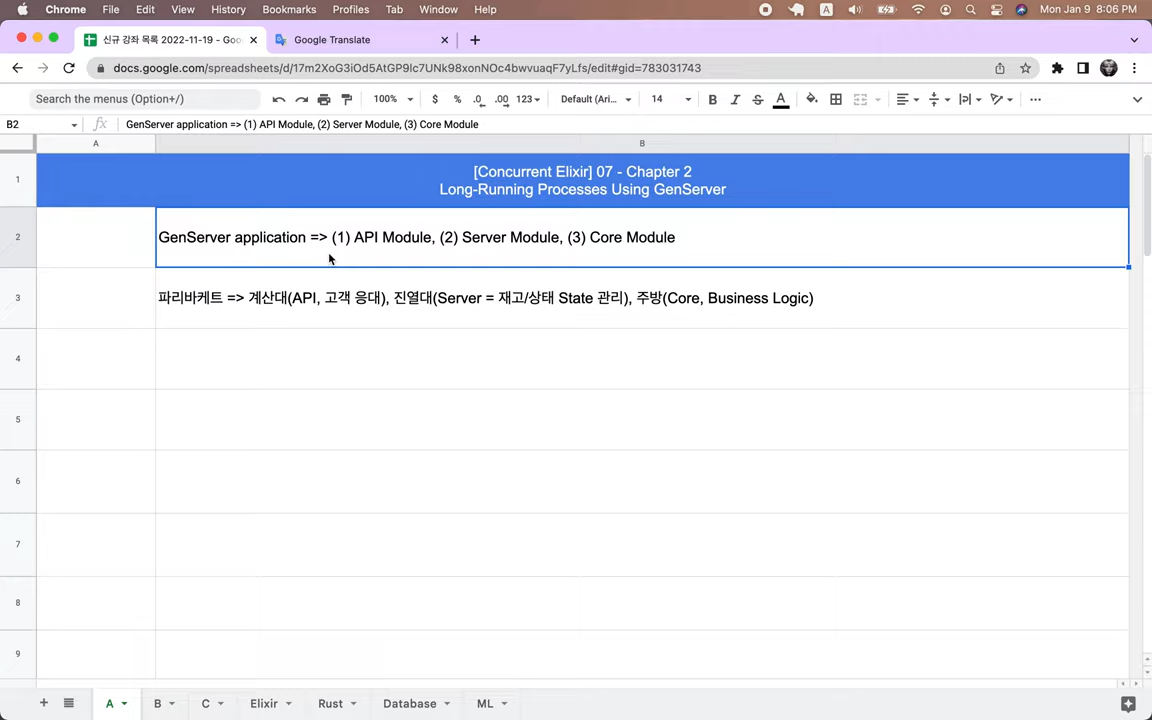 Chrome File Edit View History Bookmarks Profiles Tab Window Help A Mon Jan 9 8:06 PM
신규 강좌 목록 2022-11-19 - Goo Google Translate
docs.google.com/spreadsheets/d/17m2XoG3iOd5AtGP9lc7UNk98xonNOc4bwvuaqF7yLfs/edit#gid=783031743
Search the menus (Option+/) 100% $ % .0 .00 123 Default (Ari... 14 B I S A
B2 fx GenServer application => (1) API Module, (2) Server Module, (3) Core Module
A B
1 [Concurrent Elixir] 07 - Chapter 2
Long-Running Processes Using GenServer
2 GenServer application => (1) API Module, (2) Server Module, (3) Core Module
3 파리바케트 => 계산대(API, 고객 응대), 진열대(Server = 재고/상태 State 관리), 주방(Core, Business Logic)
4
5
6
7
8
9
A B C Elixir Rust Database ML